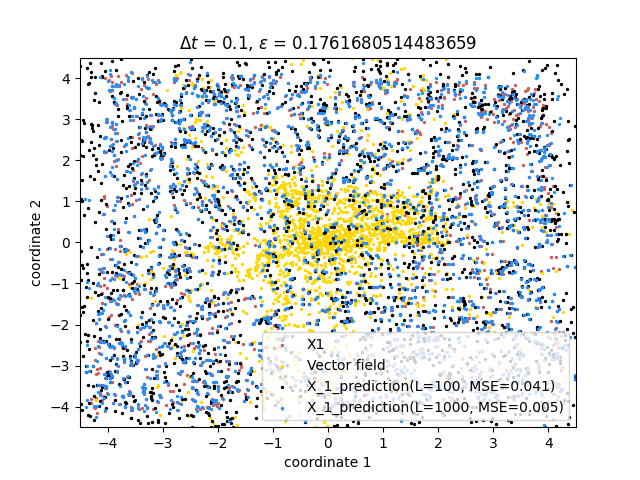 Δt = 0.1, ε = 0.1761680514483659
4
3
2
1
0
−1
−2
−3
−4
coordinate 2
X1
Vector field
X_1_prediction(L=100, MSE=0.041)
X_1_prediction(L=1000, MSE=0.005)
−4 −3 −2 −1 0 1 2 3 4
coordinate 1